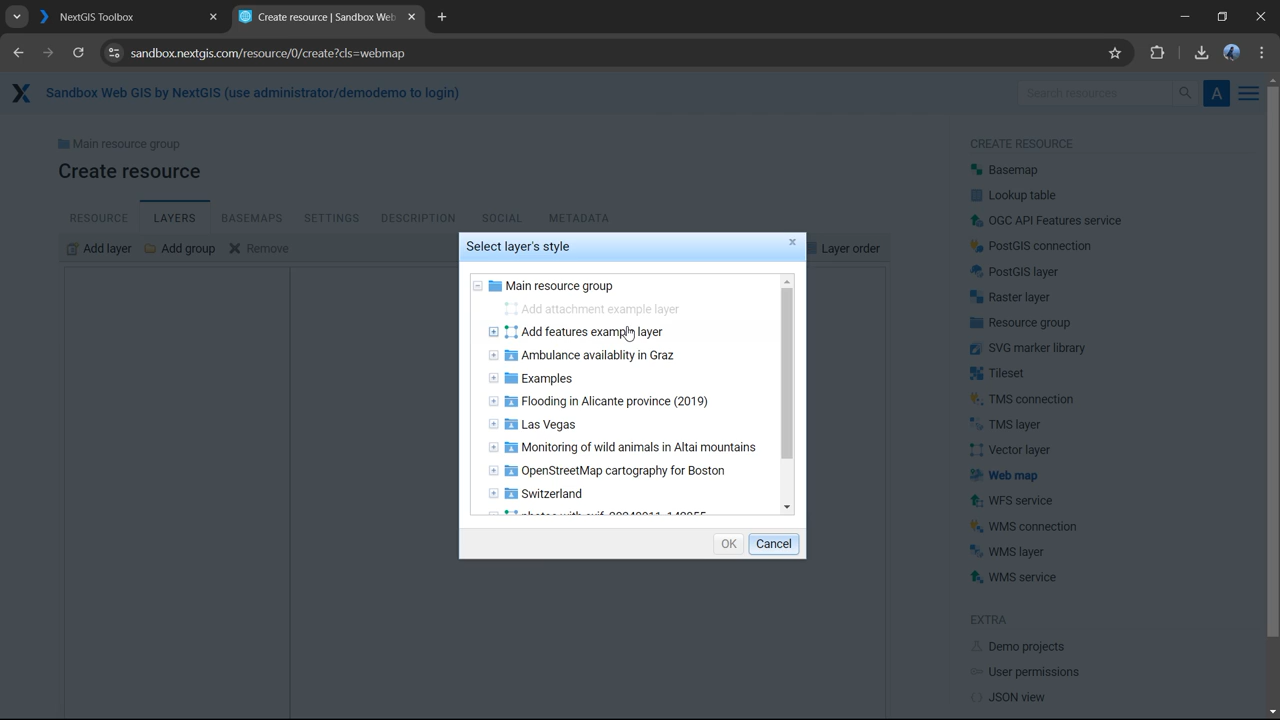 NextGIS Toolbox
Create resource | Sandbox Web
sandbox.nextgis.com/resource/0/create?cls=webmap
Sandbox Web GIS by NextGIS (use administrator/demodemo to login)
Search resources
A
Main resource group
Create resource
RESOURCE LAYERS BASEMAPS SETTINGS DESCRIPTION SOCIAL METADATA
Add layer Add group Remove Layer order
Select layer's style
Main resource group
Add attachment example layer
Add features example layer
Ambulance availablity in Graz
Examples
Flooding in Alicante province (2019)
Las Vegas
Monitoring of wild animals in Altai mountains
OpenStreetMap cartography for Boston
Switzerland
OK Cancel
CREATE RESOURCE
Basemap
Lookup table
OGC API Features service
PostGIS connection
PostGIS layer
Raster layer
Resource group
SVG marker library
Tileset
TMS connection
TMS layer
Vector layer
Web map
WFS service
WMS connection
WMS layer
WMS service
EXTRA
Demo projects
User permissions
JSON view